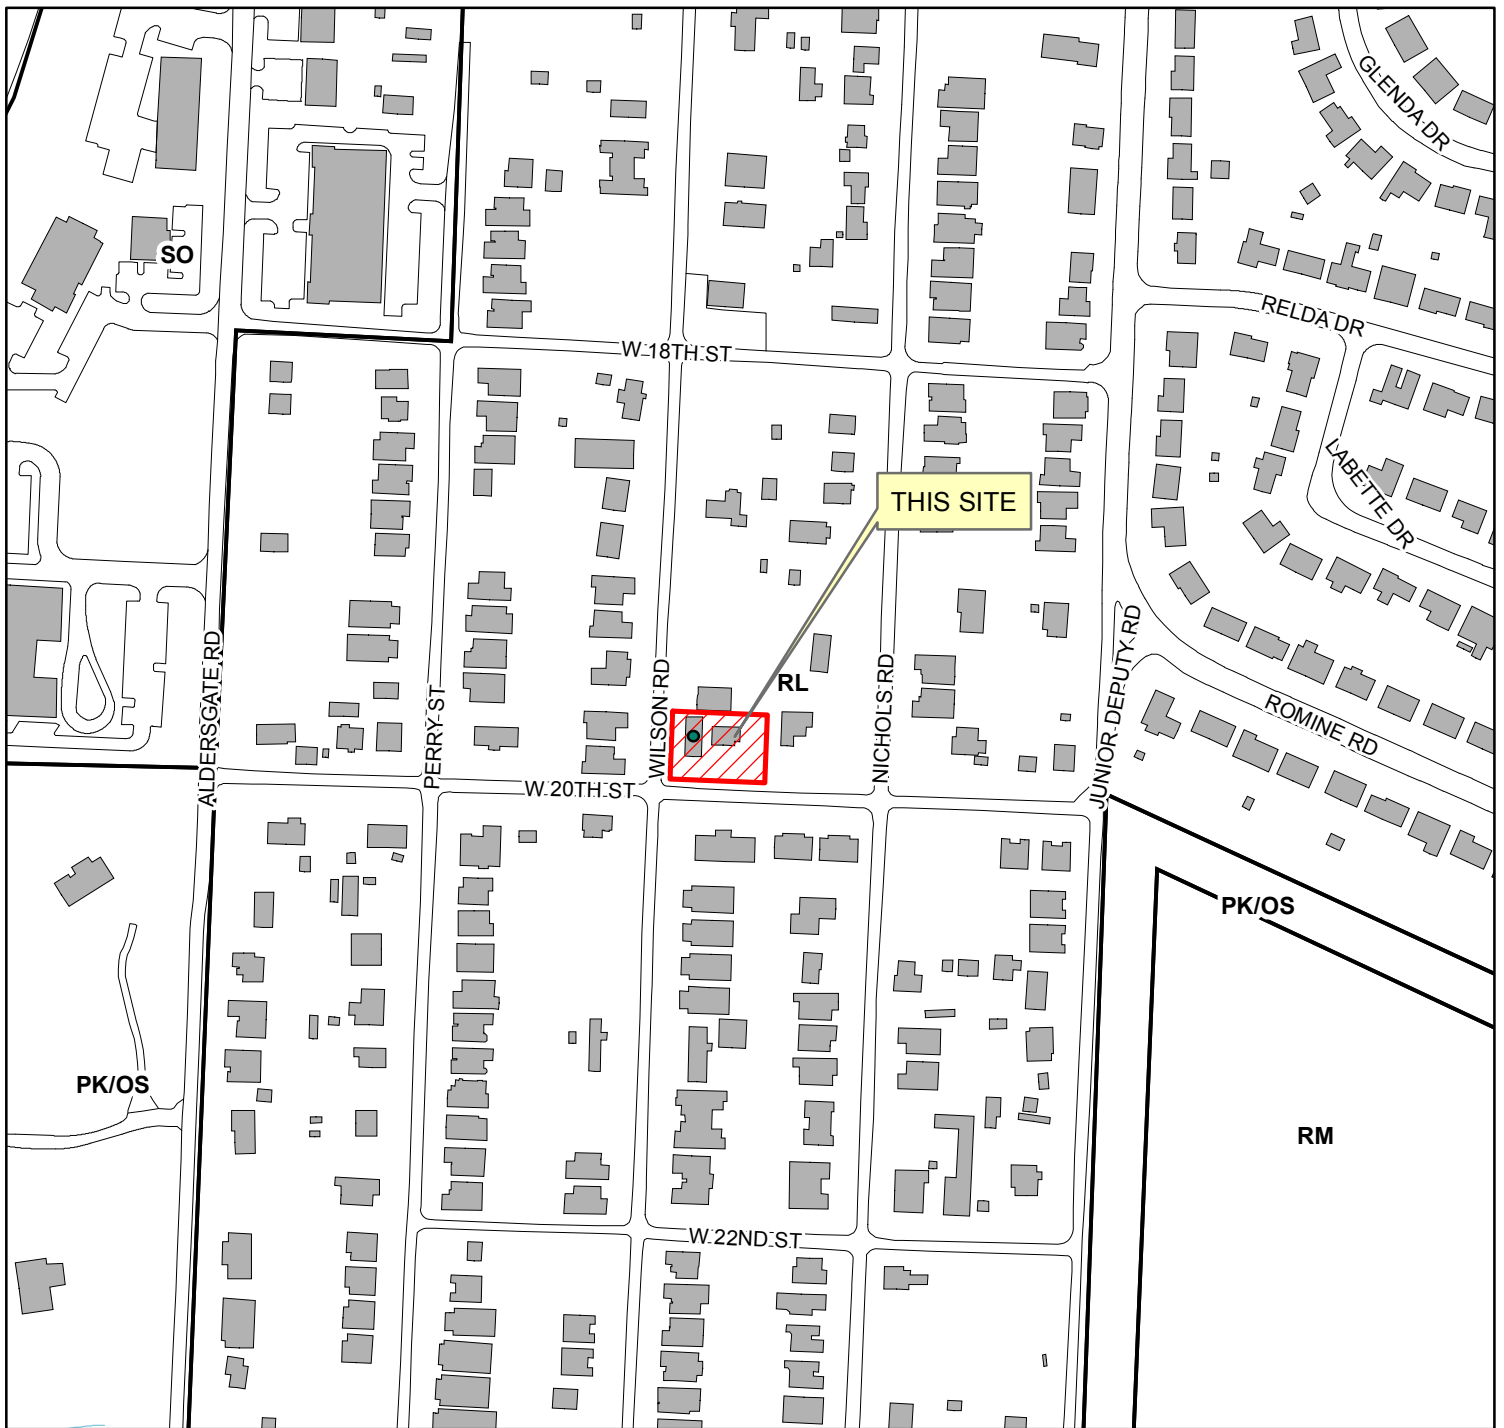 GLENDA DR
SO
RELDA DR
W 18TH ST
LABETTE DR
THIS SITE
ALDERSGATE RD
PERRY ST
WILSON RD
RL
NICHOLS RD
JUNIOR DEPUTY RD
ROMINE RD
W 20TH ST
PK/OS
PK/OS
RM
W 22ND ST